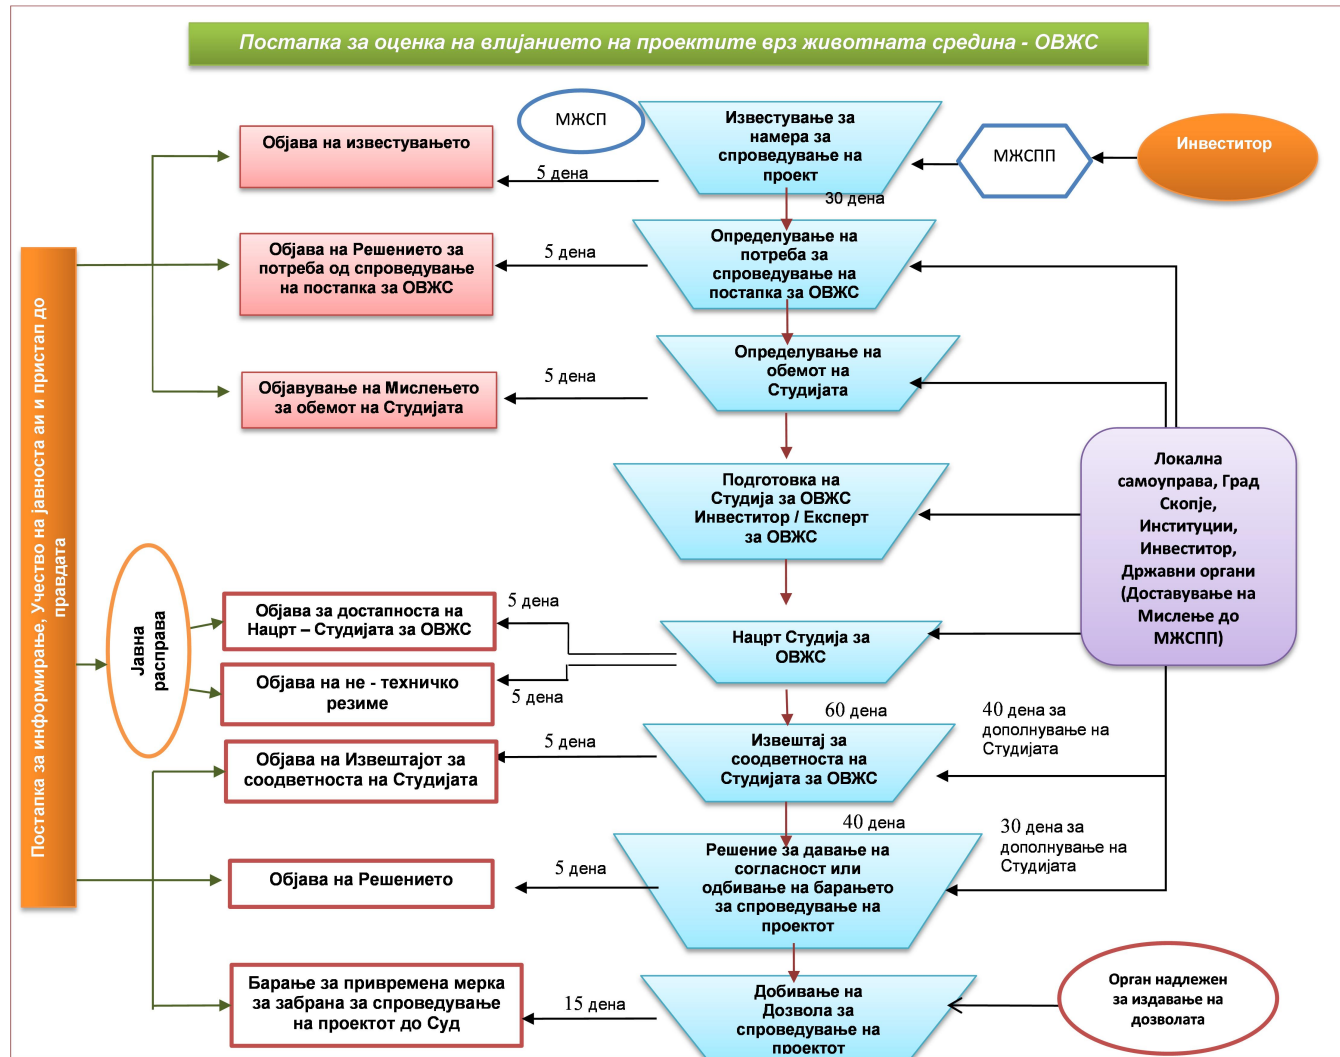 Постапка за оценка на влијанието на проектите врз животната средина - ОВЖС
МЖСП
Известување за
намера за
спроведување на
проект
МЖСПП
Инвеститор
Објава на известувањето
5 дена
30 дена
Објава на Решението за
потреба од спроведување
на постапка за ОВЖС
5 дена
Определување на
потреба за
спроведување на
постапка за ОВЖС
Објавување на Мислењето
за обемот на Студијата
5 дена
Определување на
обемот на
Студијата
Подготовка на
Студија за ОВЖС
Инвеститор / Експерт
за ОВЖС
Локална
самоуправа, Град
Скопје,
Институции,
Инвеститор,
Државни органи
(Доставување на
Мислење до
МЖСПП)
Постапка за информирање, Учество на јавноста аи и пристап до
правдата
Јавна
расправа
Објава за достапноста на
Нацрт – Студијата за ОВЖС
5 дена
Нацрт Студија за
ОВЖС
Објава на не - техничко
резиме
5 дена
60 дена
40 дена за
дополнување на
Студијата
Објава на Извештајот за
соодветноста на Студијата
5 дена
Извештај за
соодветноста на
Студијата за ОВЖС
40 дена
30 дена за
дополнување на
Студијата
Објава на Решението
5 дена
Решение за давање на
согласност или
одбивање на барањето
за спроведување на
проектот
Барање за привремена мерка
за забрана за спроведување
на проектот до Суд
15 дена
Добивање на
Дозвола за
спроведување на
проектот
Орган надлежен
за издавање на
дозволата